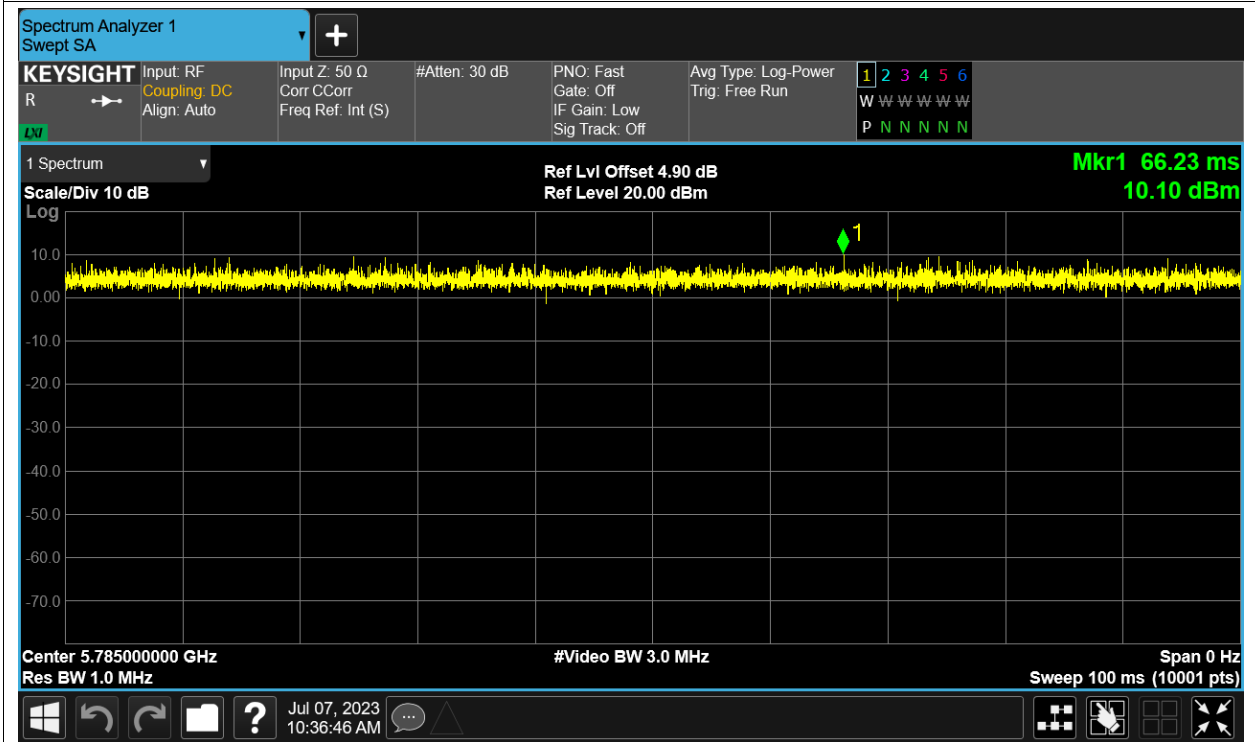 Spectrum Analyzer 1
Swept SA
+
KEYSIGHT
R
LXI
Input: RF
Coupling: DC
Align: Auto
Input Z: 50 Ω
Corr CCorr
Freq Ref: Int (S)
#Atten: 30 dB
PNO: Fast
Gate: Off
IF Gain: Low
Sig Track: Off
Avg Type: Log-Power
Trig: Free Run
1 2 3 4 5 6
W W W W W W
P N N N N N
1 Spectrum
Scale/Div 10 dB
Ref Lvl Offset 4.90 dB
Ref Level 20.00 dBm
Mkr1 66.23 ms
10.10 dBm
Log
1
10.0
0.00
-10.0
-20.0
-30.0
-40.0
-50.0
-60.0
-70.0
Center 5.785000000 GHz
#Video BW 3.0 MHz
Span 0 Hz
Res BW 1.0 MHz
Sweep 100 ms (10001 pts)
?
Jul 07, 2023
10:36:46 AM